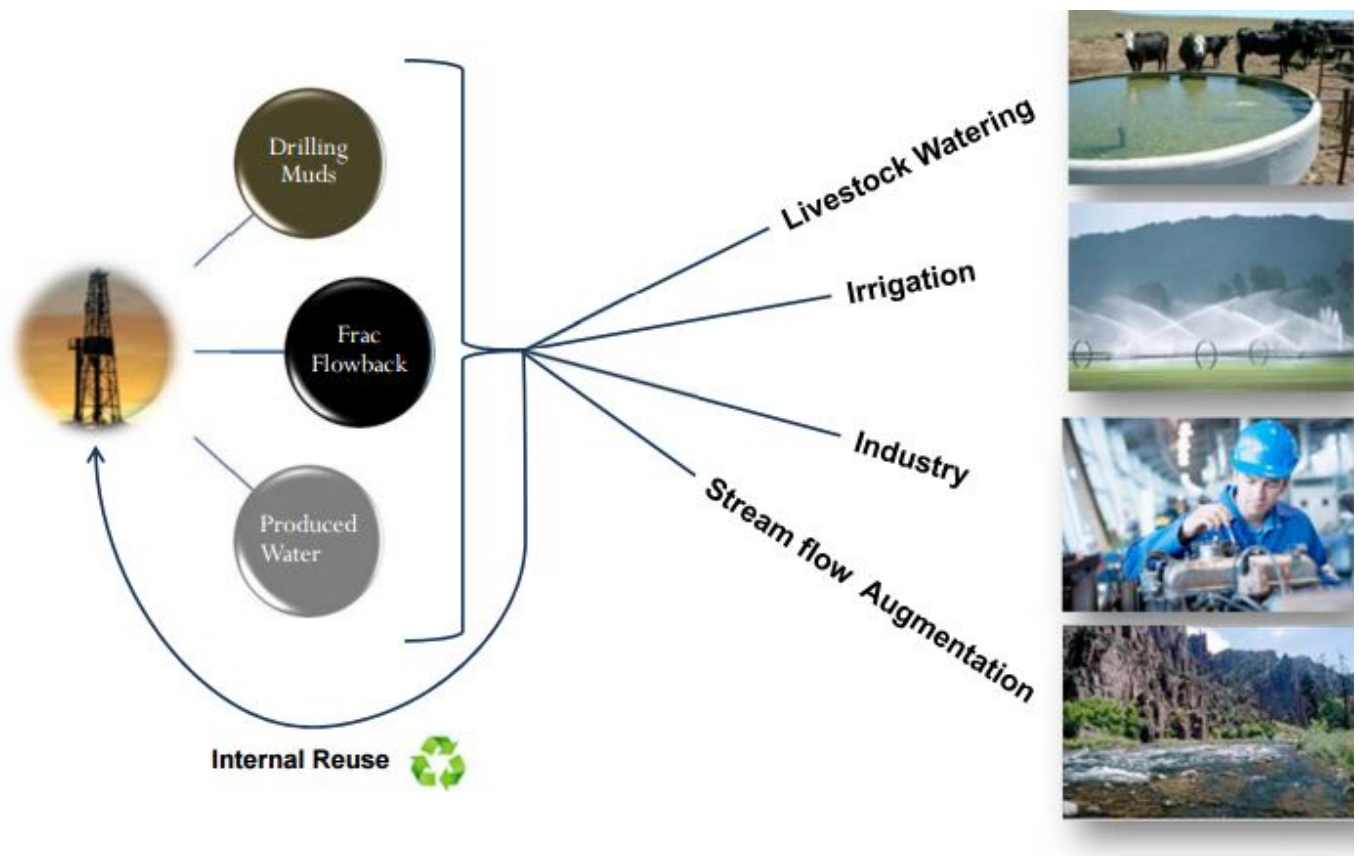 Drilling
Muds
Frac
Flowback
Produced
Water
Livestock Watering
Irrigation
Industry
Stream flow Augmentation
Internal Reuse